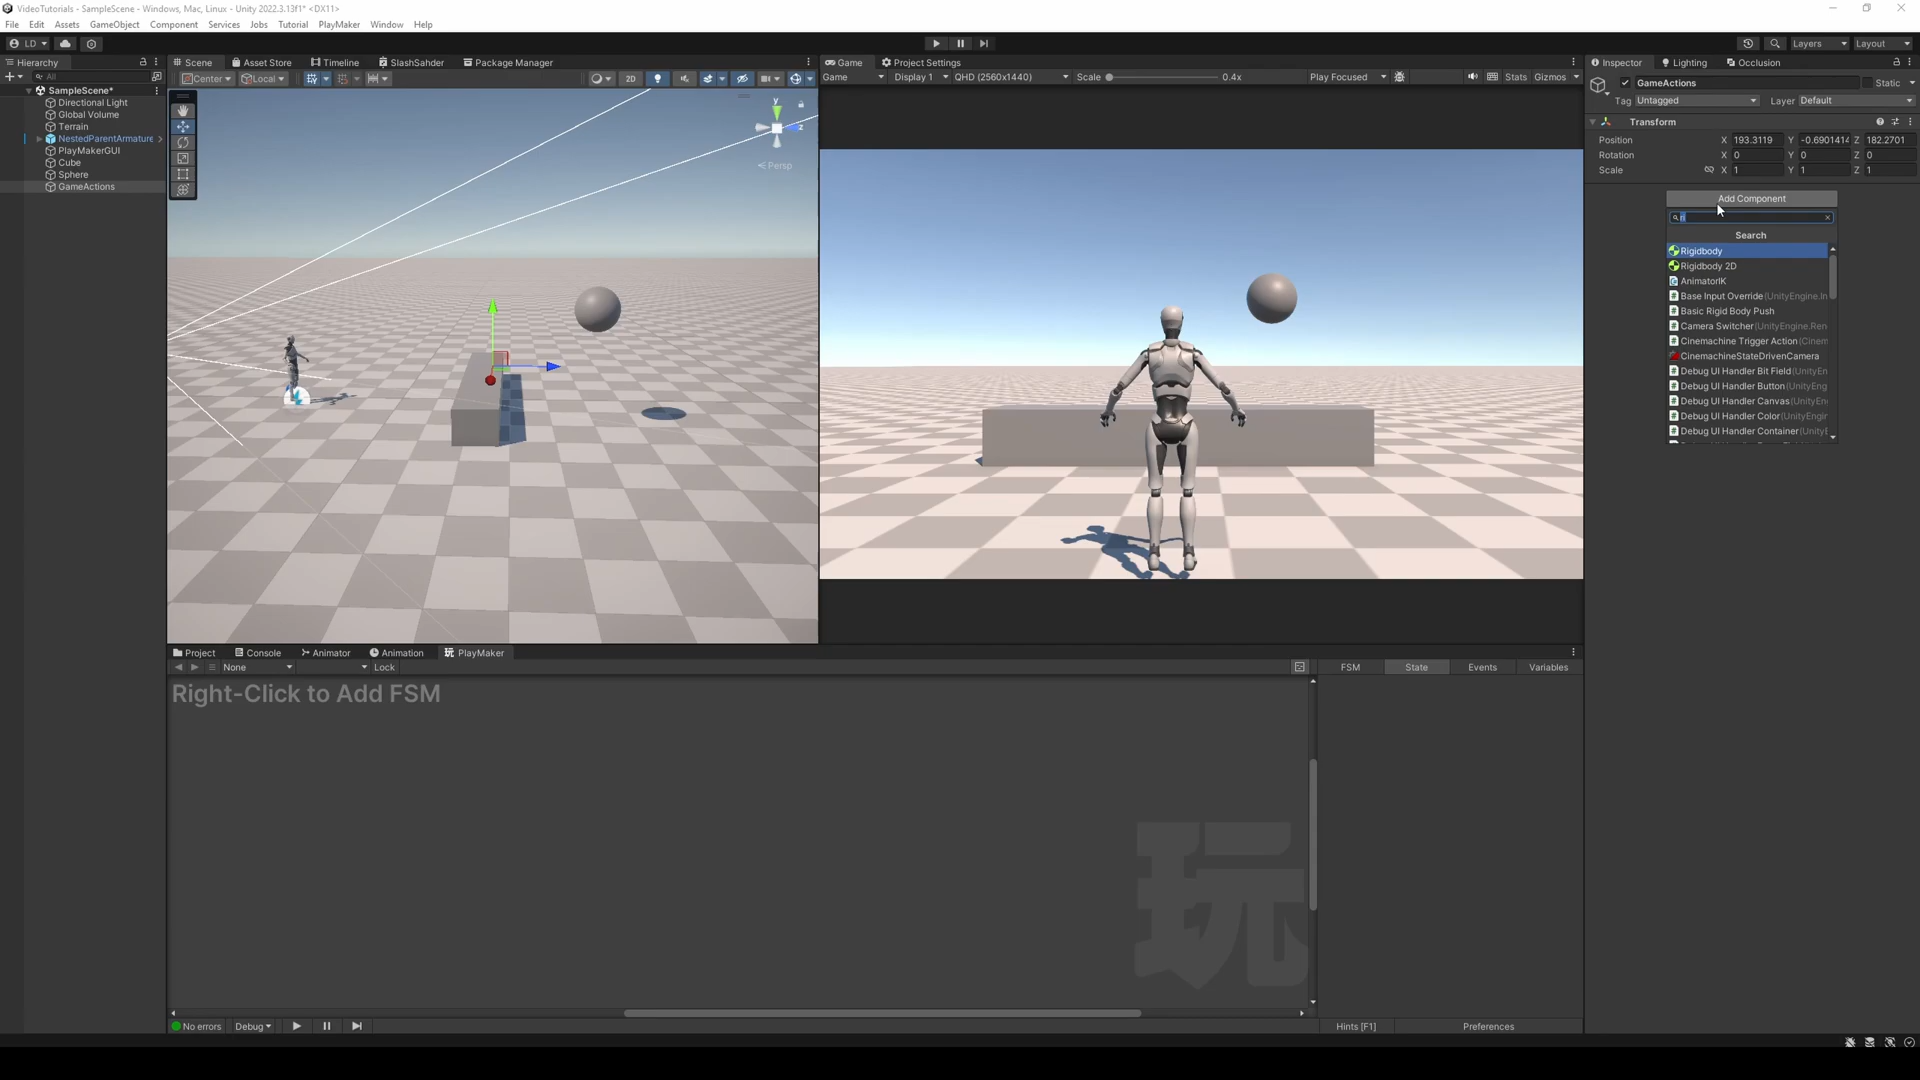 VideoTutorials - SampleScene - Windows, Mac, Linux - Unity 2022.3.13f1* <DX11>
File Edit Assets GameObject Component Services Jobs Tutorial PlayMaker Window Help
LD Layers Layout
Hierarchy
All
SampleScene*
Directional Light
Global Volume
Terrain
NestedParentArmature
PlayMakerGUI
Cube
Sphere
GameActions
Scene Asset Store Timeline SlashSahder Package Manager
Center Local 2D
y
z
Persp
Game Project Settings
Game Display 1 QHD (2560x1440) Scale 0.4x Play Focused Stats Gizmos
Inspector Lighting Occlusion
GameActions Static
Tag Untagged Layer Default
Transform
Position X 193.3119 Y -0.6901414 Z 182.2701
Rotation X 0 Y 0 Z 0
Scale X 1 Y 1 Z 1
Add Component
ri
Search
Rigidbody
Rigidbody 2D
AnimatorIK
Base Input Override (UnityEngine.In
Basic Rigid Body Push
Camera Switcher (UnityEngine.Ren
Cinemachine Trigger Action (Cinem
CinemachineStateDrivenCamera
Debug UI Handler Bit Field (UnityEn
Debug UI Handler Button (UnityEng
Debug UI Handler Canvas (UnityEn
Debug UI Handler Color (UnityEngin
Debug UI Handler Container (UnityE
Project Console Animator Animation PlayMaker
None Lock FSM State Events Variables
Right-Click to Add FSM
玩
No errors Debug Hints [F1] Preferences